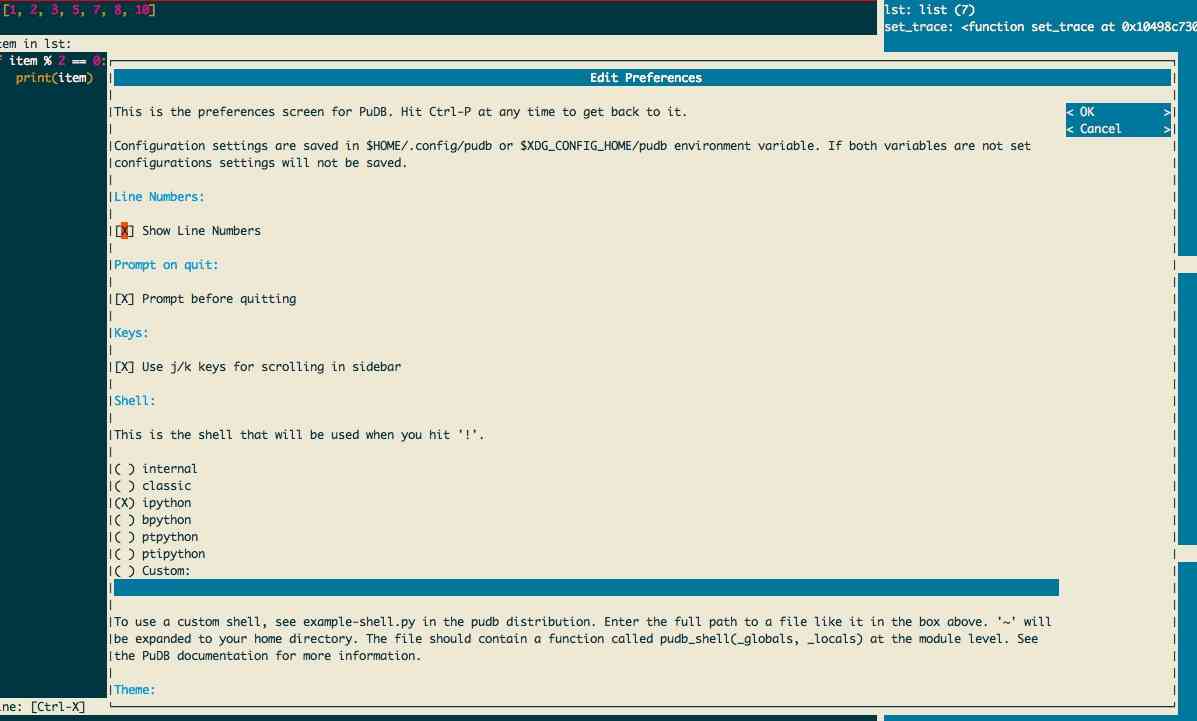 [1, 2, 3, 5, 7, 8, 10]
lst: list (7)
set_trace: <function set_trace at 0x10498c730
in lst:
item % 2 == 0:
print(item)
Edit Preferences
This is the preferences screen for PuDB. Hit Ctrl-P at any time to get back to it.
< OK >
< Cancel >
Configuration settings are saved in $HOME/.config/pudb or $XDG_CONFIG_HOME/pudb environment variable. If both variables are not set
configurations settings will not be saved.
Line Numbers:
[X] Show Line Numbers
Prompt on quit:
[X] Prompt before quitting
Keys:
[X] Use j/k keys for scrolling in sidebar
Shell:
This is the shell that will be used when you hit '!'.
( ) internal
( ) classic
(X) ipython
( ) bpython
( ) ptpython
( ) ptipython
( ) Custom:
To use a custom shell, see example-shell.py in the pudb distribution. Enter the full path to a file like it in the box above. '~' will
be expanded to your home directory. The file should contain a function called pudb_shell(_globals, _locals) at the module level. See
the PuDB documentation for more information.
Theme:
[Ctrl-X]